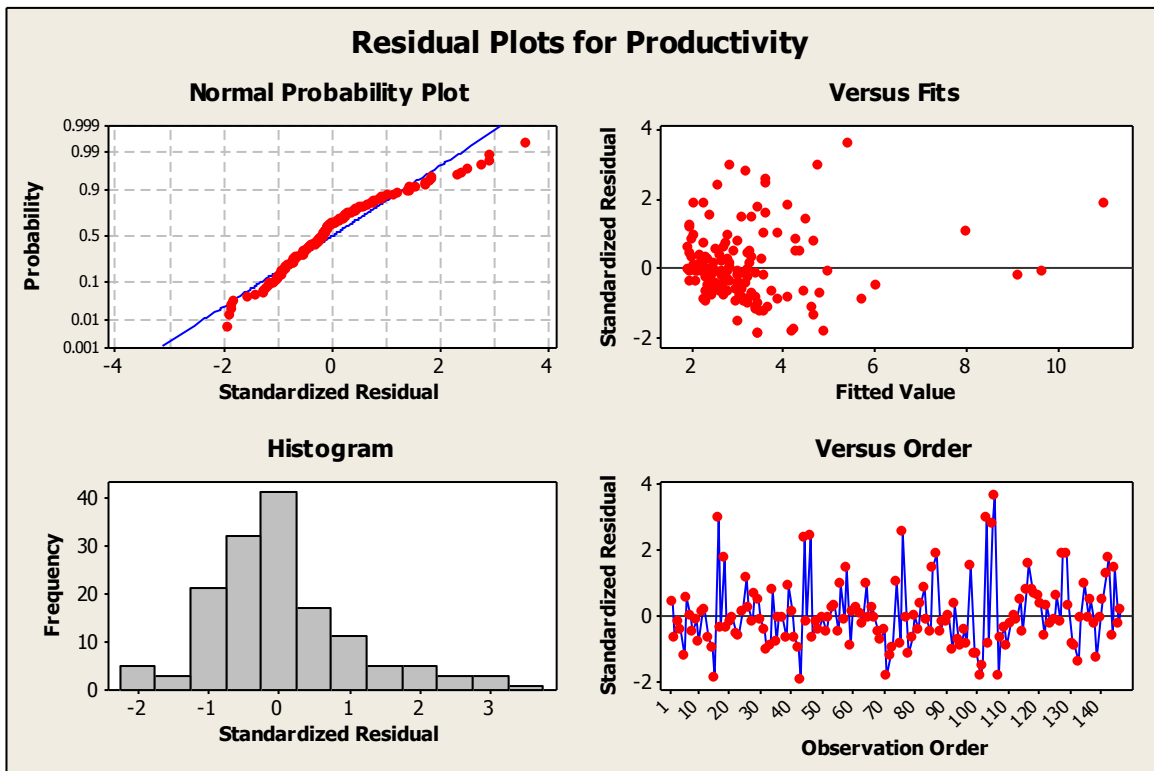 Residual Plots for Productivity
Normal Probability Plot
Probability
0.999
0.99
0.9
0.5
0.1
0.01
0.001
-4 -2 0 2 4
Standardized Residual
Versus Fits
Standardized Residual
4
2
0
-2
2 4 6 8 10
Fitted Value
Histogram
Frequency
40
30
20
10
0
-2 -1 0 1 2 3
Standardized Residual
Versus Order
Standardized Residual
4
2
0
-2
1 10 20 30 40 50 60 70 80 90 100 110 120 130 140
Observation Order